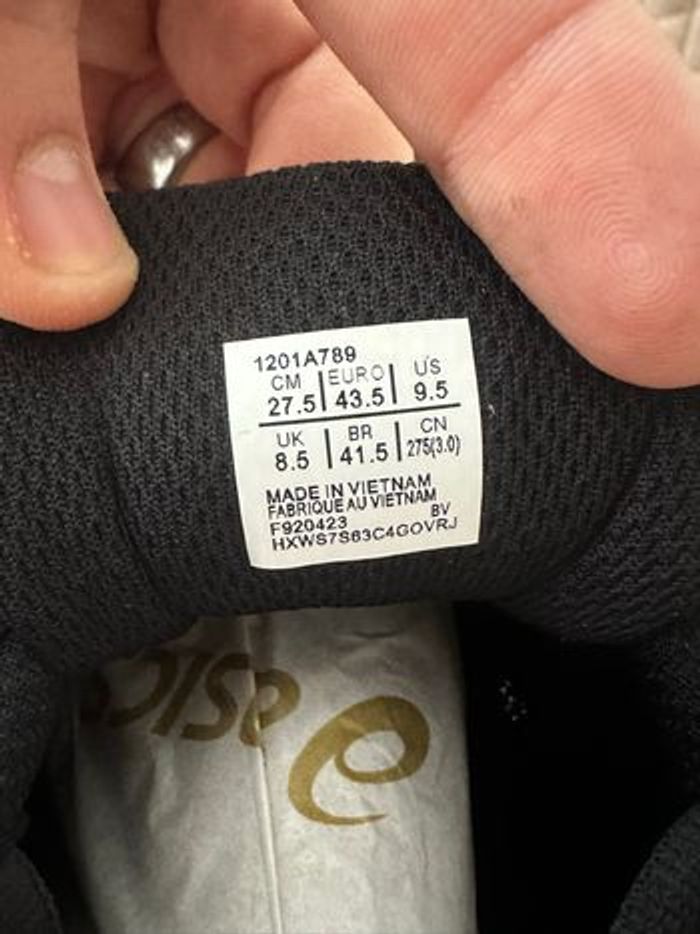 1201A789
CM | EURO | US
27.5 | 43.5 | 9.5
UK | BR | CN
8.5 | 41.5 | 275(3.0)
MADE IN VIETNAM
FABRIQUE AU VIETNAM
F920423 BV
HXWS7S63C4GOVRJ
asics